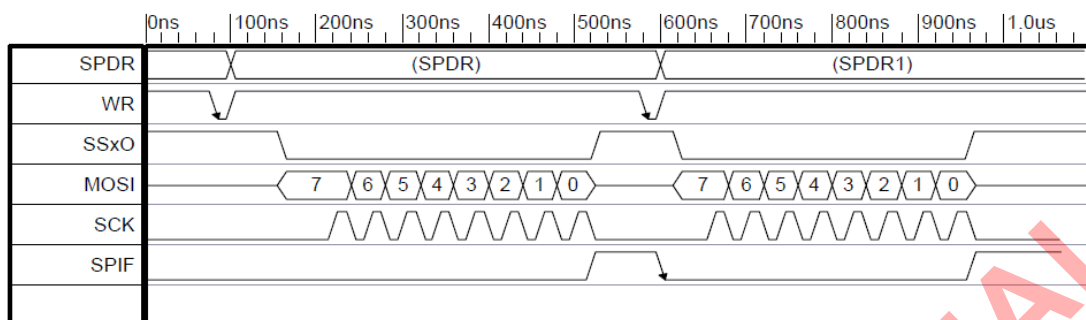 0ns 100ns 200ns 300ns 400ns 500ns 600ns 700ns 800ns 900ns 1.0us
SPDR (SPDR) (SPDR1)
WR
SSxO
MOSI 7 6 5 4 3 2 1 0 7 6 5 4 3 2 1 0
SCK
SPIF